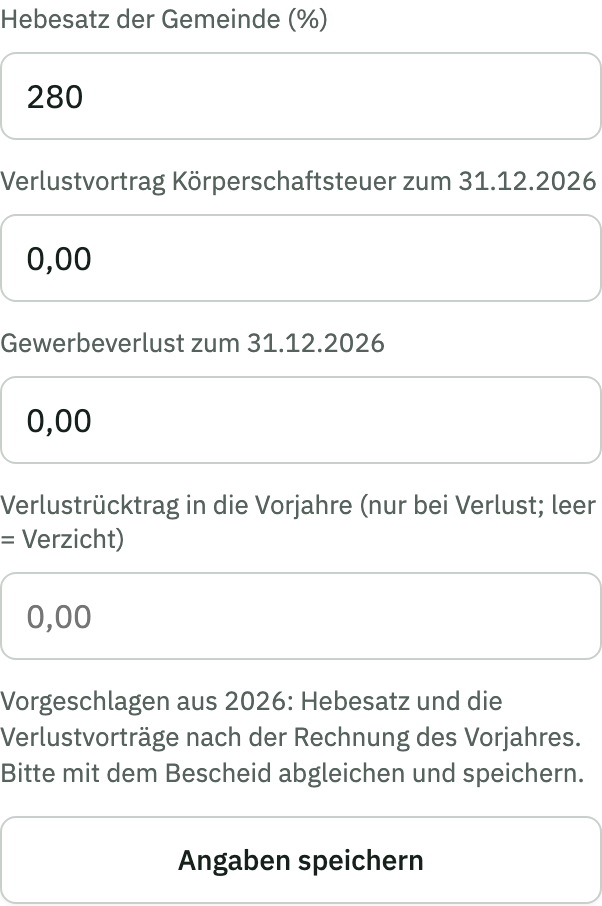 Hebesatz der Gemeinde (%)
280
Verlustvortrag Körperschaftsteuer zum 31.12.2026
0,00
Gewerbeverlust zum 31.12.2026
0,00
Verlustrücktrag in die Vorjahre (nur bei Verlust; leer
= Verzicht)
0,00
Vorgeschlagen aus 2026: Hebesatz und die
Verlustvorträge nach der Rechnung des Vorjahres.
Bitte mit dem Bescheid abgleichen und speichern.
Angaben speichern